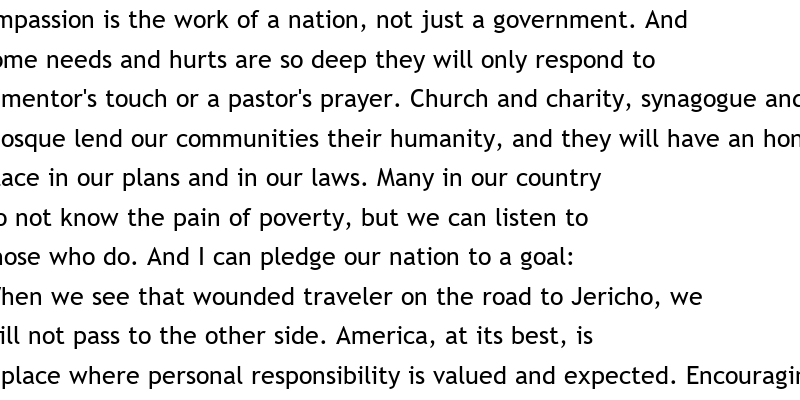 mpassion is the work of a nation, not just a government. And
ome needs and hurts are so deep they will only respond to
mentor's touch or a pastor's prayer. Church and charity, synagogue and
osque lend our communities their humanity, and they will have an hon
ace in our plans and in our laws. Many in our country
o not know the pain of poverty, but we can listen to
hose who do. And I can pledge our nation to a goal:
hen we see that wounded traveler on the road to Jericho, we
ill not pass to the other side. America, at its best, is
place where personal responsibility is valued and expected. Encouragin